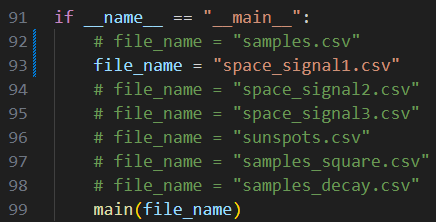 91 if __name__ == "__main__":
92     # file_name = "samples.csv"
93     file_name = "space_signal1.csv"
94     # file_name = "space_signal2.csv"
95     # file_name = "space_signal3.csv"
96     # file_name = "sunspots.csv"
97     # file_name = "samples_square.csv"
98     # file_name = "samples_decay.csv"
99     main(file_name)